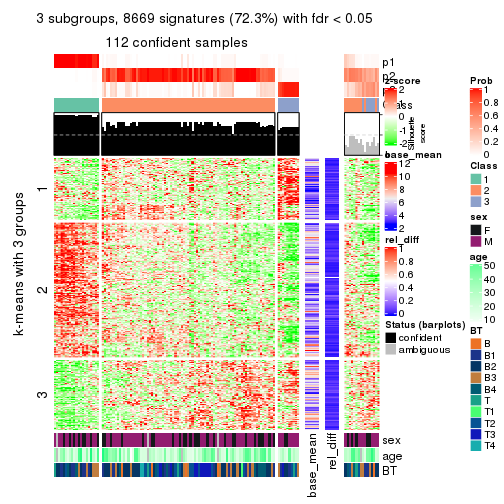 3 subgroups, 8669 signatures (72.3%) with fdr < 0.05
112 confident samples
p1
p2
Class
Silhouette
score
z-score
2
1
0
-2
base_mean
12
10
8
6
4
2
rel_diff
1
0.8
0.6
0.4
0.2
0
Status (barplots)
confident
ambiguous
Prob
1
0.8
0.6
0.4
0.2
0
Class
1
2
3
sex
F
M
age
50
40
30
20
10
BT
B
B1
B2
B3
B4
T
T1
T2
T3
T4
k-means with 3 groups
1
2
3
base_mean
rel_diff
sex
age
BT